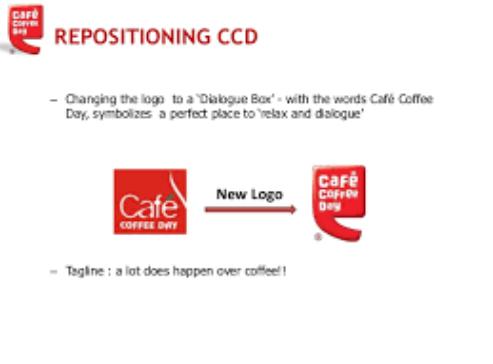 Café
Coffee
Day
REPOSITIONING CCD
– Changing the logo to a 'Dialogue Box' - with the words Café Coffee
Day, symbolizes a perfect place to 'relax and dialogue'
Cafe
COFFEE DAY
New Logo
Café
Coffee
Day
®
– Tagline : a lot does happen over coffee!!